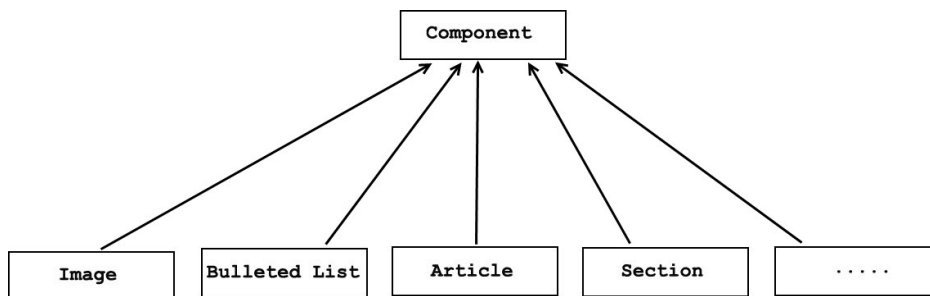 Component
Image
Bulleted List
Article
Section
.....